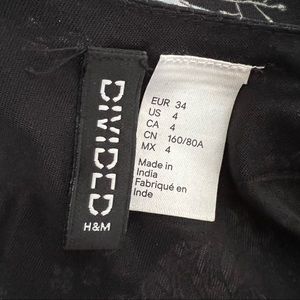 DIVIDED
H&M
EUR 34
US 4
CA 4
CN 160/80A
MX 4
Made in
India
Fabriqué en
Inde